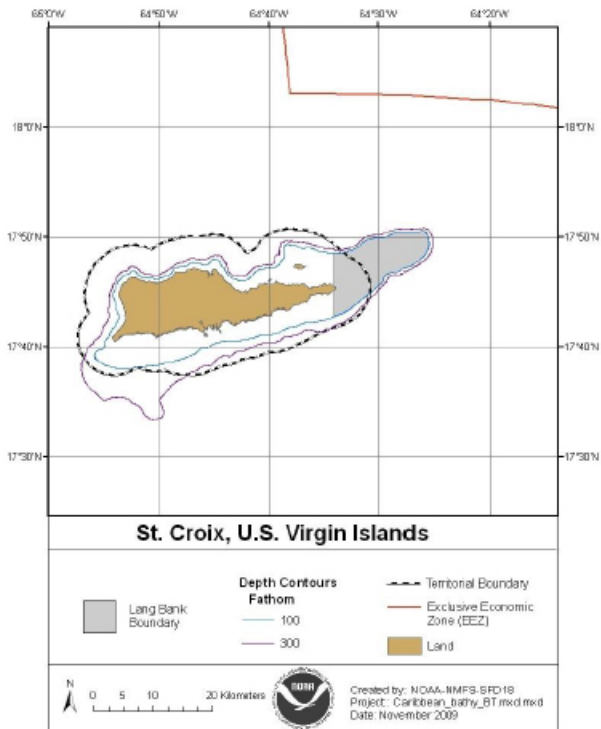 65°0'W 64°50'W 64°40'W 64°30'W 64°20'W
18°0'N 18°0'N
17°50'N 17°50'N
17°40'N 17°40'N
17°30'N 17°30'N
St. Croix, U.S. Virgin Islands
Lang Bank
Boundary
Depth Contours
Fathom
100
300
Territorial Boundary
Exclusive Economic
Zone (EEZ)
Land
N
0 5 10 20 Kilometers
NOAA
Created by: NOAA-NMFS-SFD18
Project: Caribbean_bathy_BT.mxd.mxd
Date: November 2009